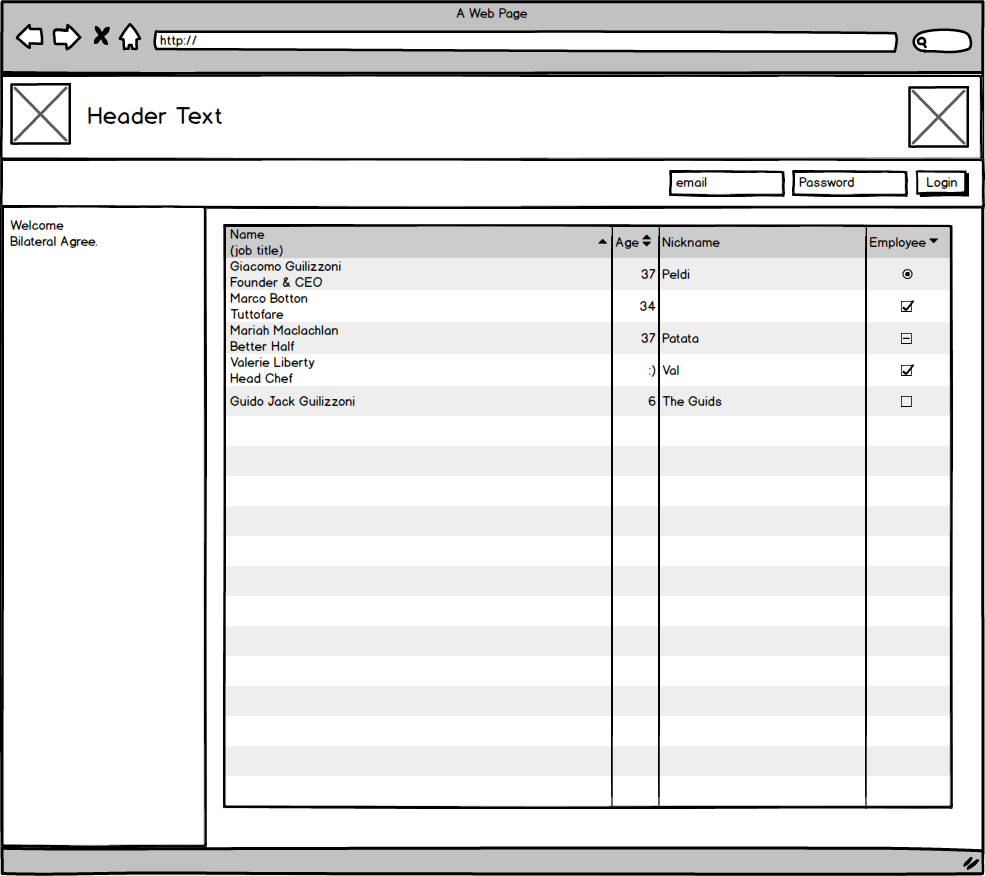 A Web Page
http://
Header Text
email Password Login
Welcome
Bilateral Agree.
Name
(job title)
Age Nickname Employee
Giacomo Guilizzoni
Founder & CEO
37 Peldi
Marco Botton
Tuttofare
34
Mariah Maclachlan
Better Half
37 Patata
Valerie Liberty
Head Chef
:) Val
Guido Jack Guilizzoni 6 The Guids